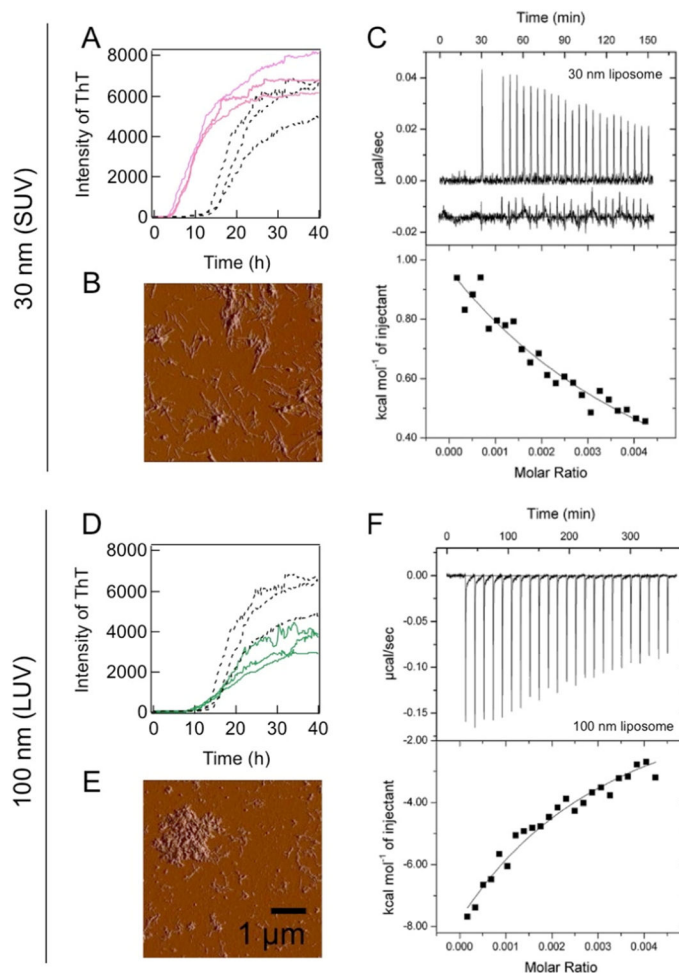 30 nm (SUV)
A
Intensity of ThT
8000
6000
4000
2000
0
0 10 20 30 40
Time (h)
B
C
Time (min)
0 30 60 90 120 150
30 nm liposome
µcal/sec
0.04
0.02
0.00
-0.02
kcal mol⁻¹ of injectant
1.00
0.80
0.60
0.40
0.000 0.001 0.002 0.003 0.004
Molar Ratio
100 nm (LUV)
D
Intensity of ThT
8000
6000
4000
2000
0
0 10 20 30 40
Time (h)
E
1 µm
F
Time (min)
0 100 200 300
µcal/sec
0.00
-0.05
-0.10
-0.15
-2.00
100 nm liposome
kcal mol⁻¹ of injectant
-4.00
-6.00
-8.00
0.000 0.001 0.002 0.003 0.004
Molar Ratio